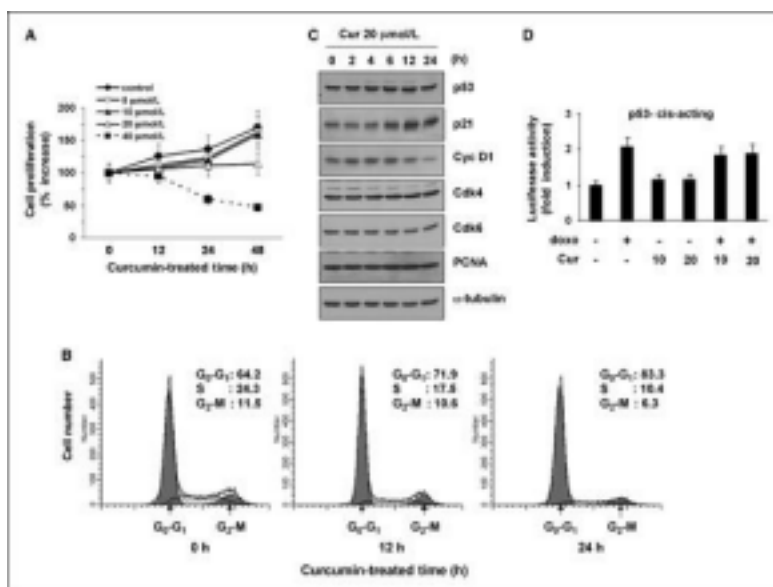 A
Cell proliferation
(% increase)
200
150
100
50
0
control
5 μmol/L
10 μmol/L
20 μmol/L
40 μmol/L
0 12 24 48
Curcumin-treated time (h)
C
Cur 20 μmol/L
0 2 4 6 12 24 (h)
p53
p21
Cyc D1
Cdk4
Cdk6
PCNA
α-tubulin
D
p53- cis-acting
Luciferase activity
(fold induction)
3
2
1
0
doxo - + - - + +
Cur - - 10 20 10 20
B
Cell number
Number
G0-G1 : 64.2
S : 24.3
G2-M : 11.5
G0-G1 G2-M
0 h
Number
G0-G1 : 71.9
S : 17.5
G2-M : 10.6
G0-G1 G2-M
12 h
Number
G0-G1 : 83.3
S : 10.4
G2-M : 6.3
G0-G1 G2-M
24 h
Curcumin-treated time (h)